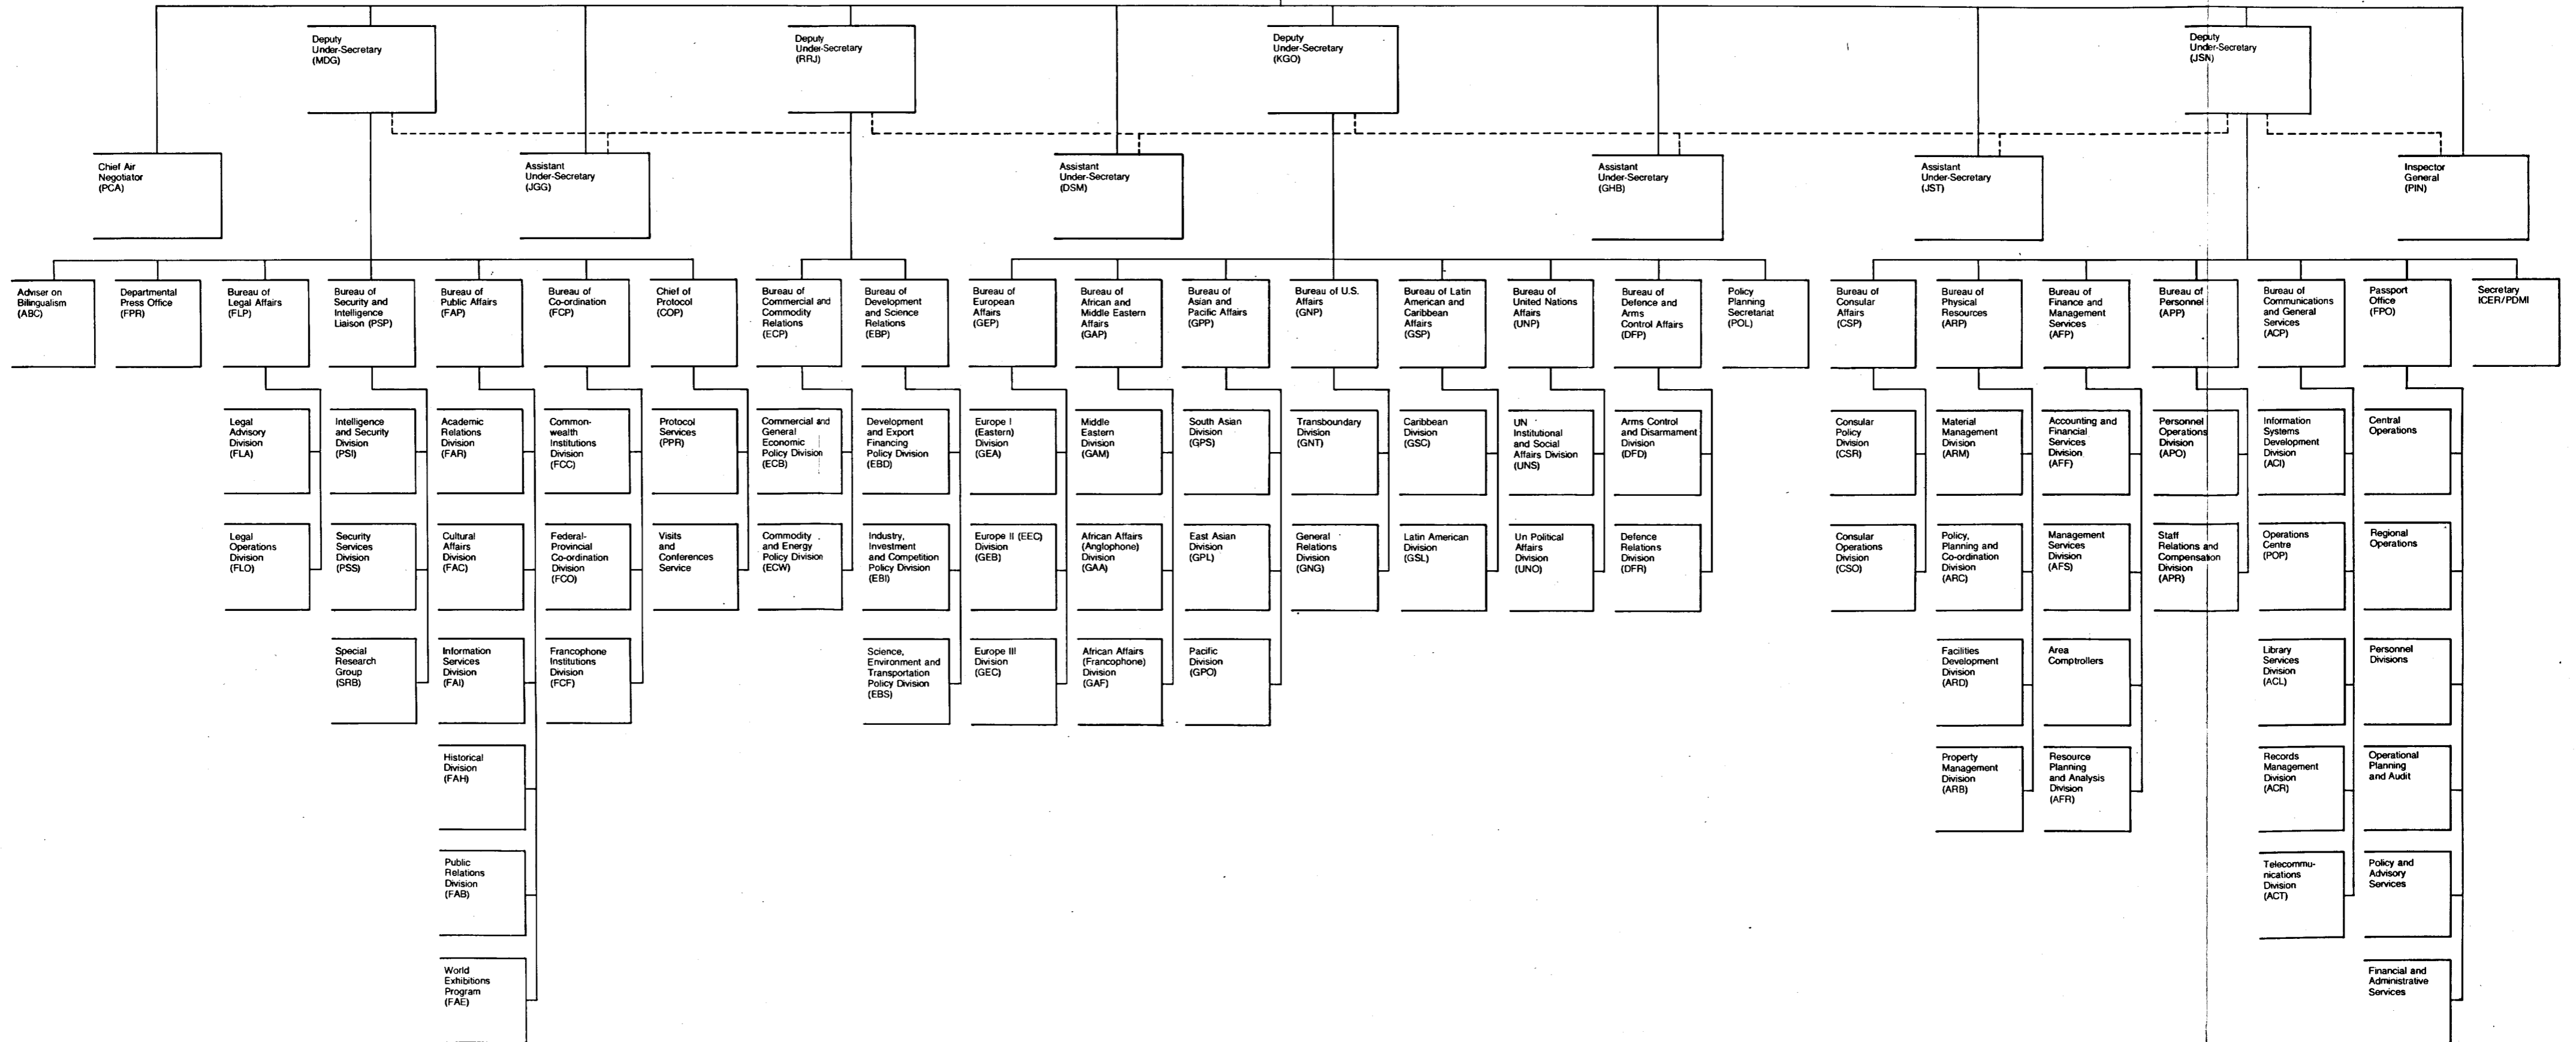 Deputy
Under-Secretary
(MDG)
Deputy
Under-Secretary
(RRJ)
Deputy
Under-Secretary
(KGO)
Deputy
Under-Secretary
(JSN)
Chief Air
Negotiator
(PCA)
Assistant
Under-Secretary
(JGG)
Assistant
Under-Secretary
(DSM)
Assistant
Under-Secretary
(GHB)
Assistant
Under-Secretary
(JST)
Inspector
General
(PIN)
Adviser on
Bilingualism
(ABC)
Departmental
Press Office
(FPR)
Bureau of
Legal Affairs
(FLP)
Bureau of
Security and
Intelligence
Liaison (PSP)
Bureau of
Public Affairs
(FAP)
Bureau of
Co-ordination
(FCP)
Chief of
Protocol
(COP)
Bureau of
Commercial and
Commodity
Relations
(ECP)
Bureau of
Development
and Science
Relations
(EBP)
Bureau of
European
Affairs
(GEP)
Bureau of
African and
Middle Eastern
Affairs
(GAP)
Bureau of
Asian and
Pacific Affairs
(GPP)
Bureau of U.S.
Affairs
(GNP)
Bureau of Latin
American and
Caribbean
Affairs
(GSP)
Bureau of
United Nations
Affairs
(UNP)
Bureau of
Defence and
Arms
Control Affairs
(DFP)
Policy
Planning
Secretariat
(POL)
Bureau of
Consular
Affairs
(CSP)
Bureau of
Physical
Resources
(ARP)
Bureau of
Finance and
Management
Services
(AFP)
Bureau of
Personnel
(APP)
Bureau of
Communications
and General
Services
(ACP)
Passport
Office
(FPO)
Secretary
ICER/PDMI
Legal
Advisory
Division
(FLA)
Intelligence
and Security
Division
(PSI)
Academic
Relations
Division
(FAR)
Common-
wealth
Institutions
Division
(FCC)
Protocol
Services
(PPR)
Commercial and
General
Economic
Policy Division
(ECB)
Development
and Export
Financing
Policy Division
(EBD)
Europe I
(Eastern)
Division
(GEA)
Middle
Eastern
Division
(GAM)
South Asian
Division
(GPS)
Transboundary
Division
(GNT)
Caribbean
Division
(GSC)
UN
Institutional
and Social
Affairs Division
(UNS)
Arms Control
and Disarmament
Division
(DFD)
Consular
Policy
Division
(CSR)
Material
Management
Division
(ARM)
Accounting and
Financial
Services
Division
(AFF)
Personnel
Operations
Division
(APO)
Information
Systems
Development
Division
(ACI)
Central
Operations
Legal
Operations
Division
(FLO)
Security
Services
Division
(PSS)
Cultural
Affairs
Division
(FAC)
Federal-
Provincial
Co-ordination
Division
(FCO)
Visits
and
Conferences
Service
Commodity
and Energy
Policy Division
(ECW)
Industry,
Investment
and Competition
Policy Division
(EBI)
Europe II (EEC)
Division
(GEB)
African Affairs
(Anglophone)
Division
(GAA)
East Asian
Division
(GPL)
General
Relations
Division
(GNG)
Latin American
Division
(GSL)
Un Political
Affairs
Division
(UNO)
Defence
Relations
Division
(DFR)
Consular
Operations
Division
(CSO)
Policy,
Planning and
Co-ordination
Division
(ARC)
Management
Services
Division
(AFS)
Staff
Relations and
Compensation
Division
(APR)
Operations
Centre
(POP)
Regional
Operations
Special
Research
Group
(SRB)
Information
Services
Division
(FAI)
Francophone
Institutions
Division
(FCF)
Science,
Environment and
Transportation
Policy Division
(EBS)
Europe III
Division
(GEC)
African Affairs
(Francophone)
Division
(GAF)
Pacific
Division
(GPO)
Facilities
Development
Division
(ARD)
Area
Comptrollers
Library
Services
Division
(ACL)
Personnel
Divisions
Historical
Division
(FAH)
Property
Management
Division
(ARB)
Resource
Planning
and Analysis
Division
(AFR)
Records
Management
Division
(ACR)
Operational
Planning
and Audit
Public
Relations
Division
(FAB)
Telecommu-
nications
Division
(ACT)
Policy and
Advisory
Services
World
Exhibitions
Program
(FAE)
Financial and
Administrative
Services